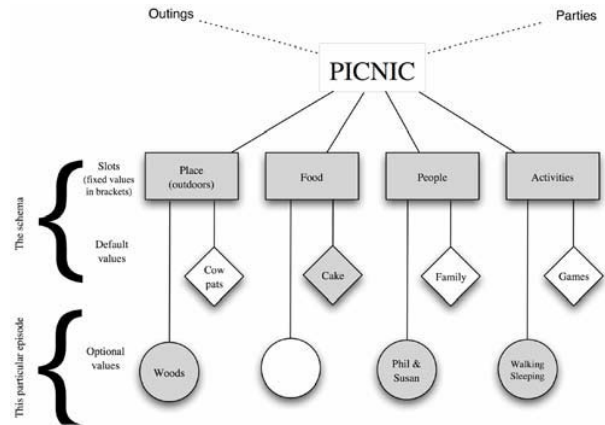 Outings
Parties
PICNIC
Slots
(fixed values
in brackets)
Place
(outdoors)
Food
People
Activities
The schema
Default
values
Cow
pats
Cake
Family
Games
This particular episode
Optional
values
Woods
Phil &
Susan
Walking
Sleeping